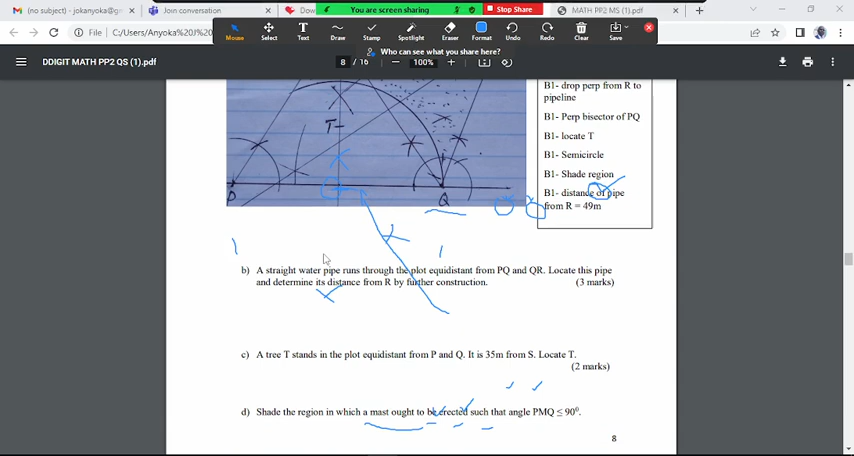 (no subject) - jokanyoka@gm
Join conversation
Dow
You are screen sharing
Stop Share
MATH PP2 MS (1).pdf
File
C:/Users/Anyoka%20J%20
Mouse
Select
Text
Draw
Stamp
Spotlight
Eraser
Format
Undo
Redo
Clear
Save
Who can see what you share here?
DDIGIT MATH PP2 QS (1).pdf
8 / 16
100%
B1- drop perp from R to
pipeline
B1- Perp bisector of PQ
B1- locate T
B1- Semicircle
B1- Shade region
B1- distance of pipe
from R = 49m
T
P
Q
b) A straight water pipe runs through the plot equidistant from PQ and QR. Locate this pipe
and determine its distance from R by further construction.
(3 marks)
c) A tree T stands in the plot equidistant from P and Q. It is 35m from S. Locate T.
(2 marks)
d) Shade the region in which a mast ought to be erected such that angle PMQ ≤ 90⁰.
8